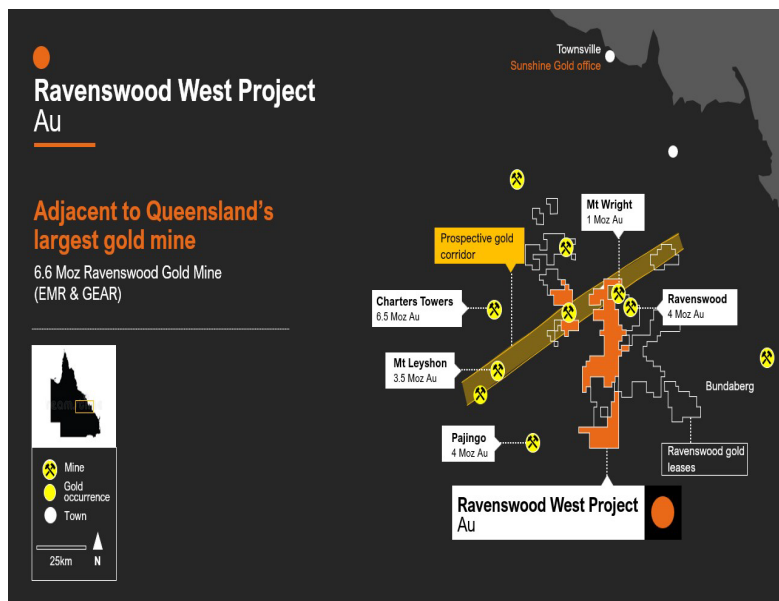 Ravenswood West Project
Au
Adjacent to Queensland's
largest gold mine
6.6 Moz Ravenswood Gold Mine
(EMR & GEAR)
Mine
Gold
occurrence
Town
25km
N
Townsville
Sunshine Gold office
Mt Wright
1 Moz Au
Prospective gold
corridor
Charters Towers
6.5 Moz Au
Ravenswood
4 Moz Au
Mt Leyshon
3.5 Moz Au
Bundaberg
Pajingo
4 Moz Au
Ravenswood gold
leases
Ravenswood West Project
Au